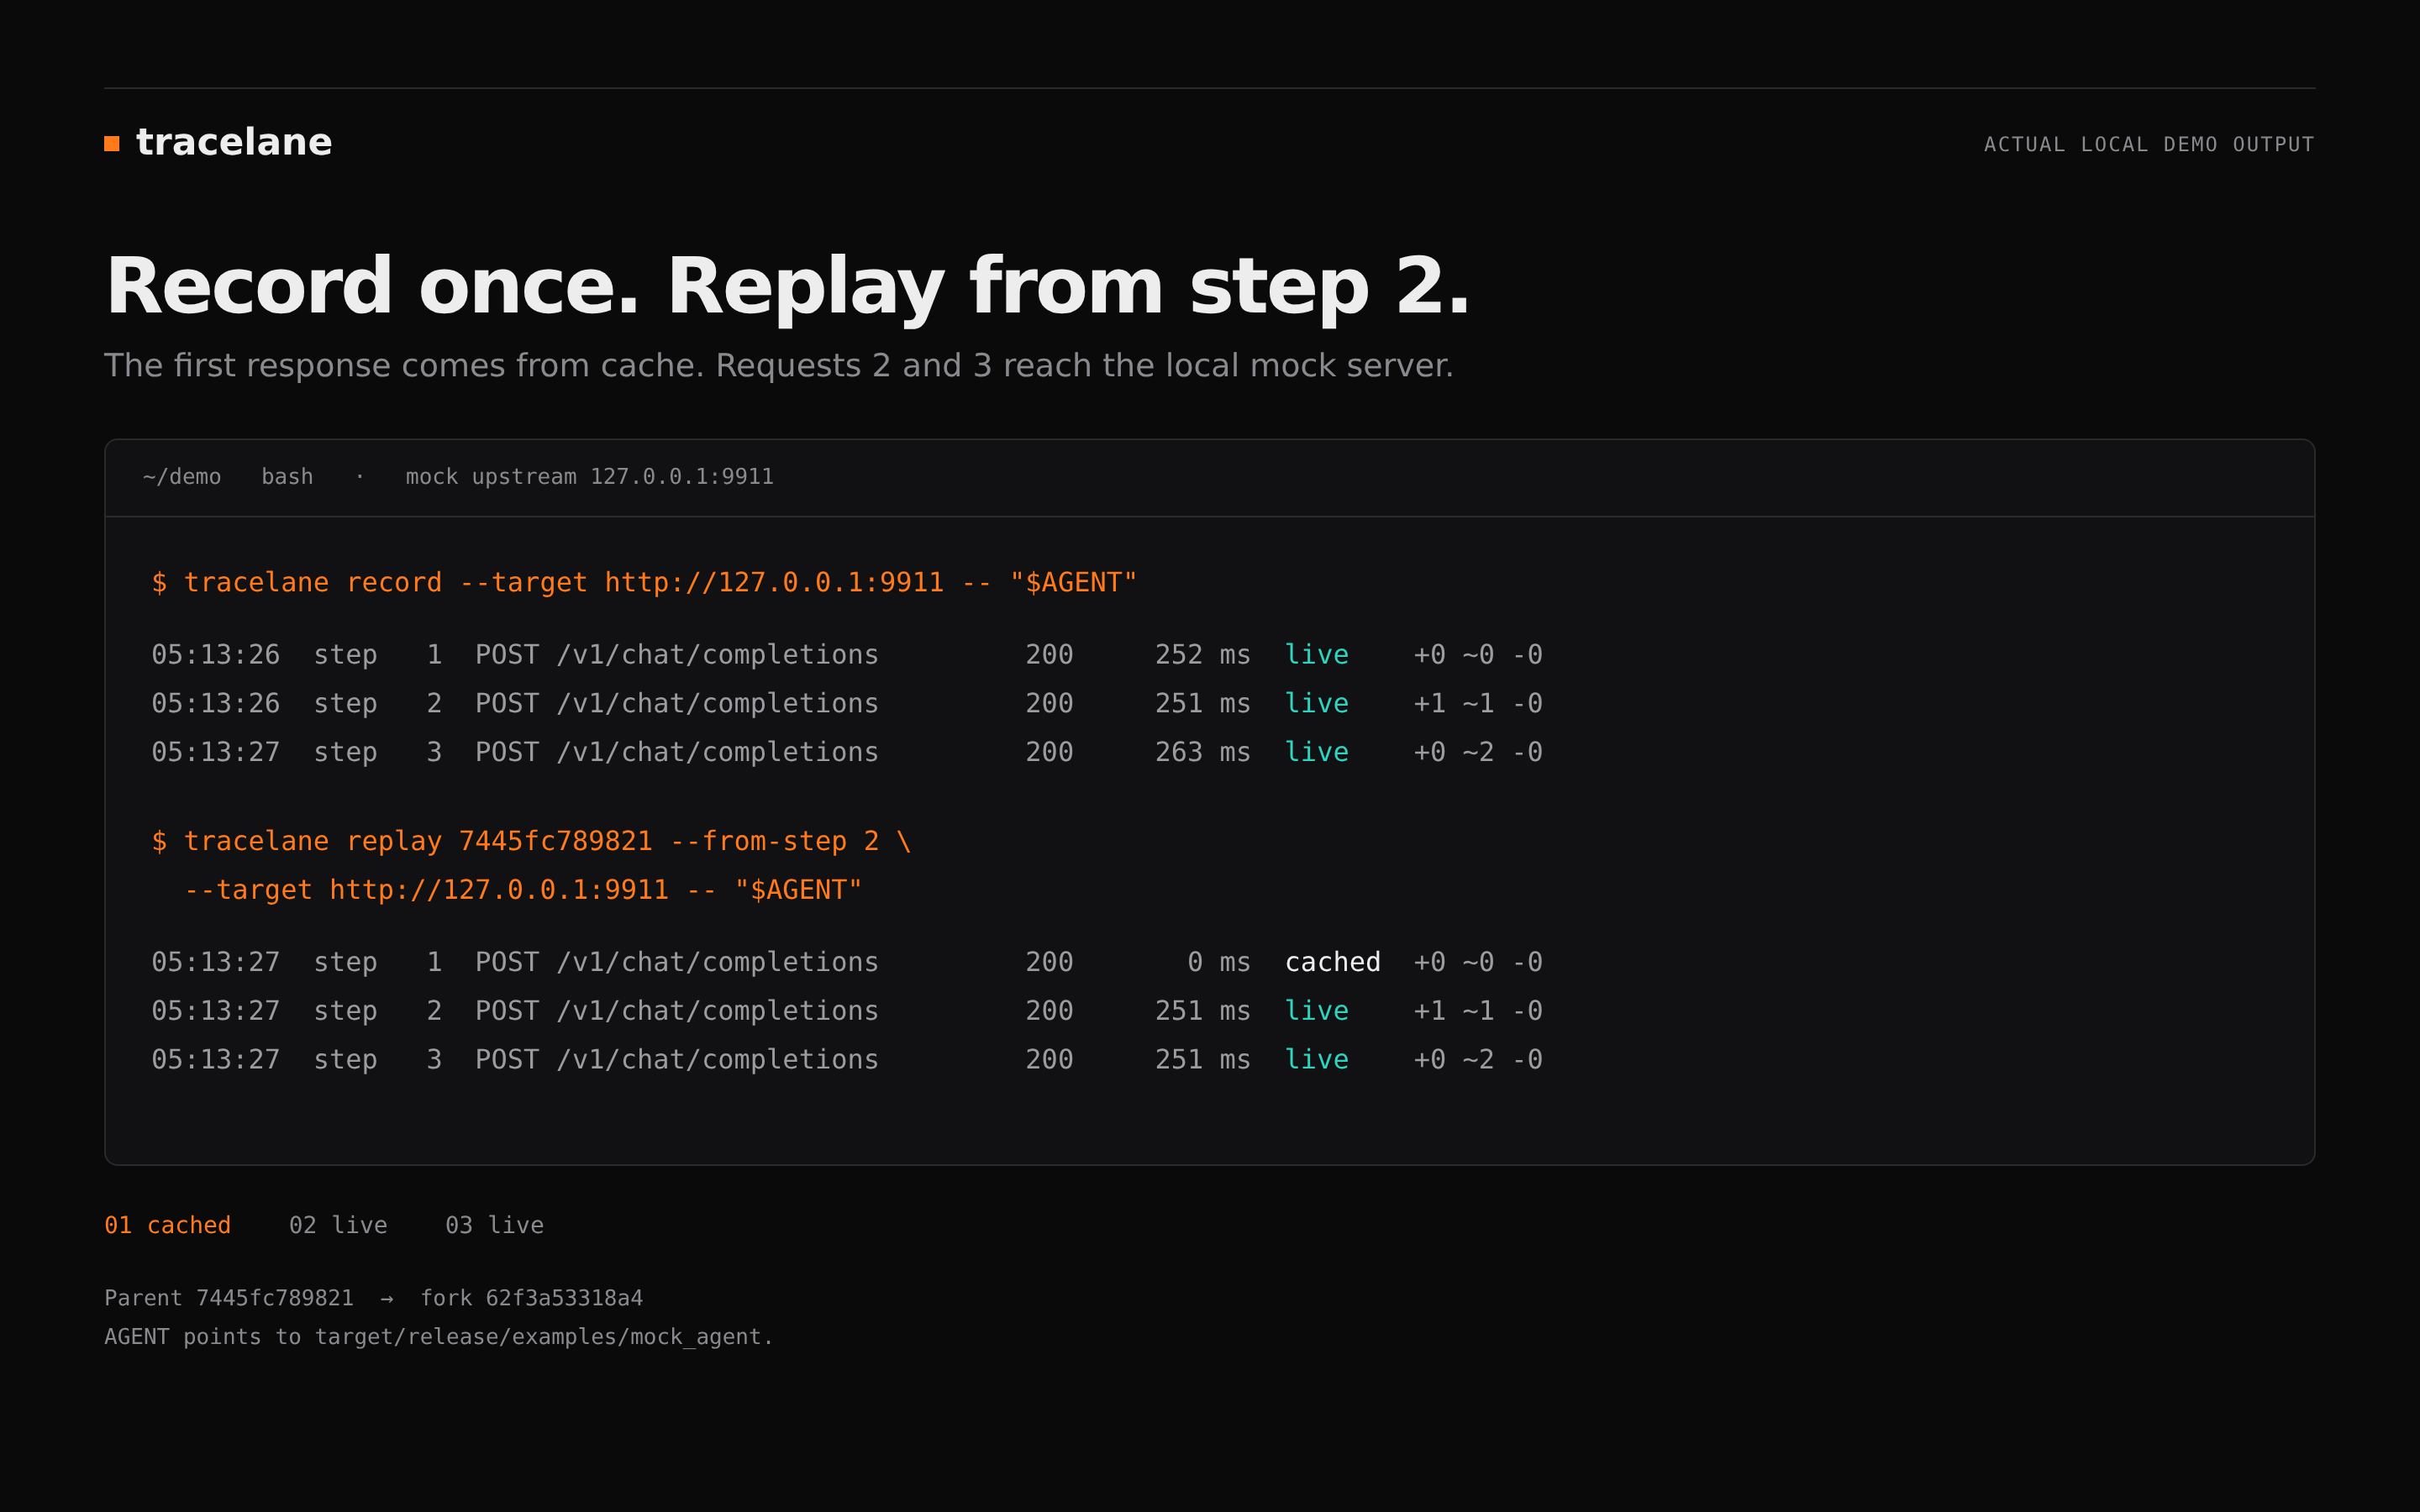 tracelane
ACTUAL LOCAL DEMO OUTPUT
Record once. Replay from step 2.
The first response comes from cache. Requests 2 and 3 reach the local mock server.
~/demo   bash   ·   mock upstream 127.0.0.1:9911
$ tracelane record --target http://127.0.0.1:9911 -- "$AGENT"
05:13:26  step   1  POST /v1/chat/completions         200     252 ms  live    +0 ~0 -0
05:13:26  step   2  POST /v1/chat/completions         200     251 ms  live    +1 ~1 -0
05:13:27  step   3  POST /v1/chat/completions         200     263 ms  live    +0 ~2 -0
$ tracelane replay 7445fc789821 --from-step 2 \
  --target http://127.0.0.1:9911 -- "$AGENT"
05:13:27  step   1  POST /v1/chat/completions         200       0 ms  cached  +0 ~0 -0
05:13:27  step   2  POST /v1/chat/completions         200     251 ms  live    +1 ~1 -0
05:13:27  step   3  POST /v1/chat/completions         200     251 ms  live    +0 ~2 -0
01 cached    02 live    03 live
Parent 7445fc789821  →  fork 62f3a53318a4
AGENT points to target/release/examples/mock_agent.